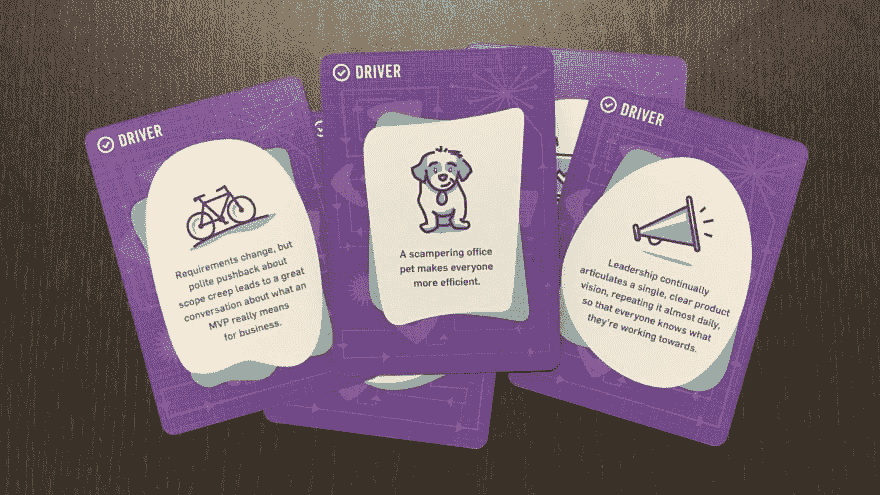 DRIVER
Requirements change, but
polite pushback about
scope creep leads to a great
conversation about what an
MVP really means
for business.
DRIVER
A scampering office
pet makes everyone
more efficient.
DRIVER
Leadership continually
articulates a single, clear product
vision, repeating it almost daily,
so that everyone knows what
they're working towards.